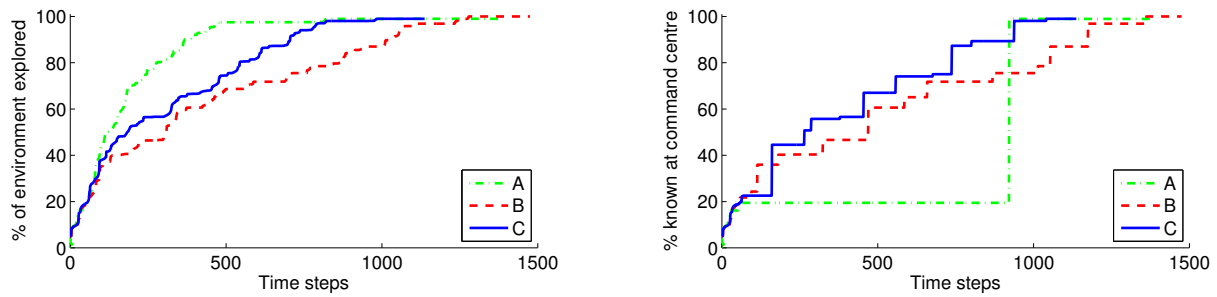 % of environment explored
100
80
60
40
20
0
0 500 1000 1500
Time steps
A
B
C
% known at command centre
100
80
60
40
20
0
0 500 1000 1500
Time steps
A
B
C